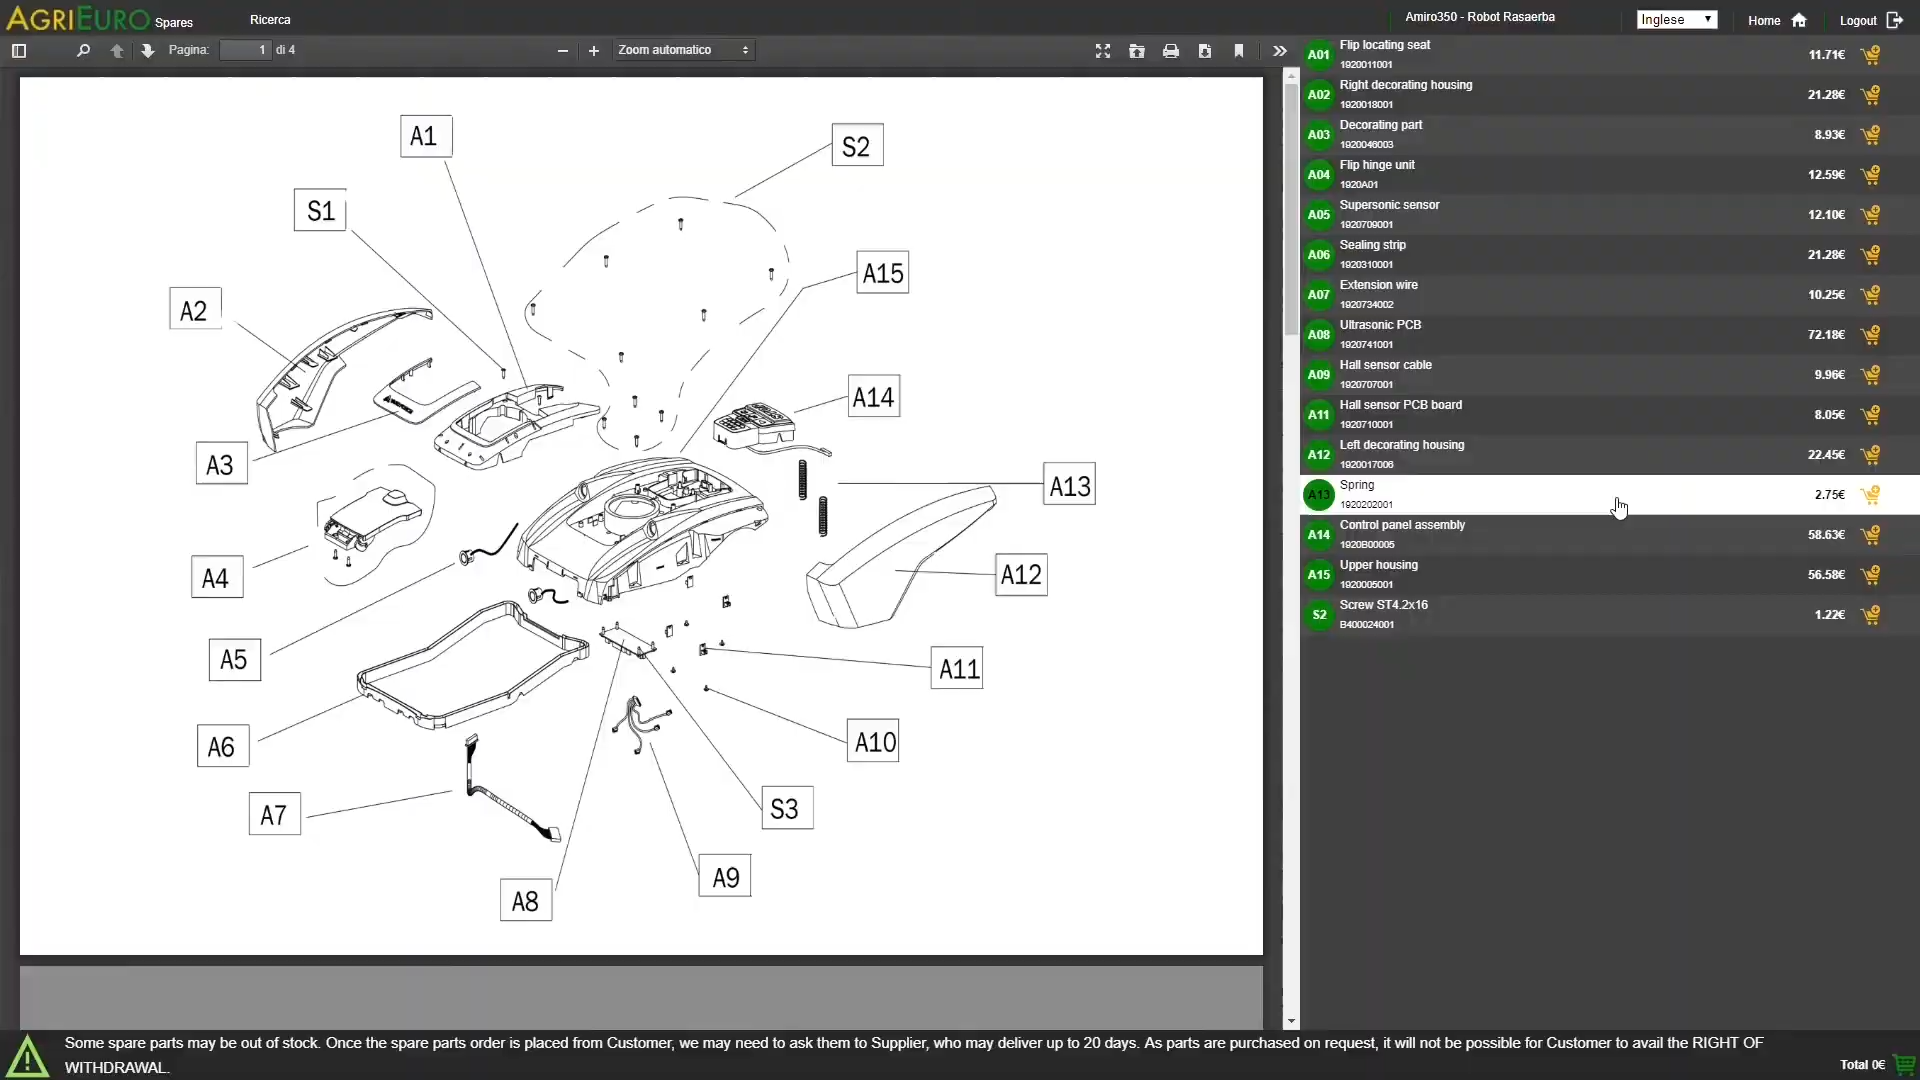 AGRIEURO Spares
Ricerca
Amiro350 - Robot Rasaerba
Inglese
Home
Logout
Pagina: 1 di 4
Zoom automatico
A1
S2
S1
A15
A2
A14
A3
A13
A4
A12
A5
A11
A6
A10
A7
S3
A9
A8
A01 Flip locating seat 11.71€
1920011001
A02 Right decorating housing 21.28€
1920018001
A03 Decorating part 8.93€
1920046003
A04 Flip hinge unit 12.59€
1920A01
A05 Supersonic sensor 12.10€
1920709001
A06 Sealing strip 21.28€
1920310001
A07 Extension wire 10.25€
1920734002
A08 Ultrasonic PCB 72.18€
1920741001
A09 Hall sensor cable 9.96€
1920707001
A11 Hall sensor PCB board 8.05€
1920710001
A12 Left decorating housing 22.45€
1920017006
A13 Spring 2.75€
1920202001
A14 Control panel assembly 58.63€
1920B00005
A15 Upper housing 56.58€
1920005001
S2 Screw ST4.2x16 1.22€
B400024001
Some spare parts may be out of stock. Once the spare parts order is placed from Customer, we may need to ask them to Supplier, who may deliver up to 20 days. As parts are purchased on request, it will not be possible for Customer to avail the RIGHT OF
WITHDRAWAL.
Total 0€